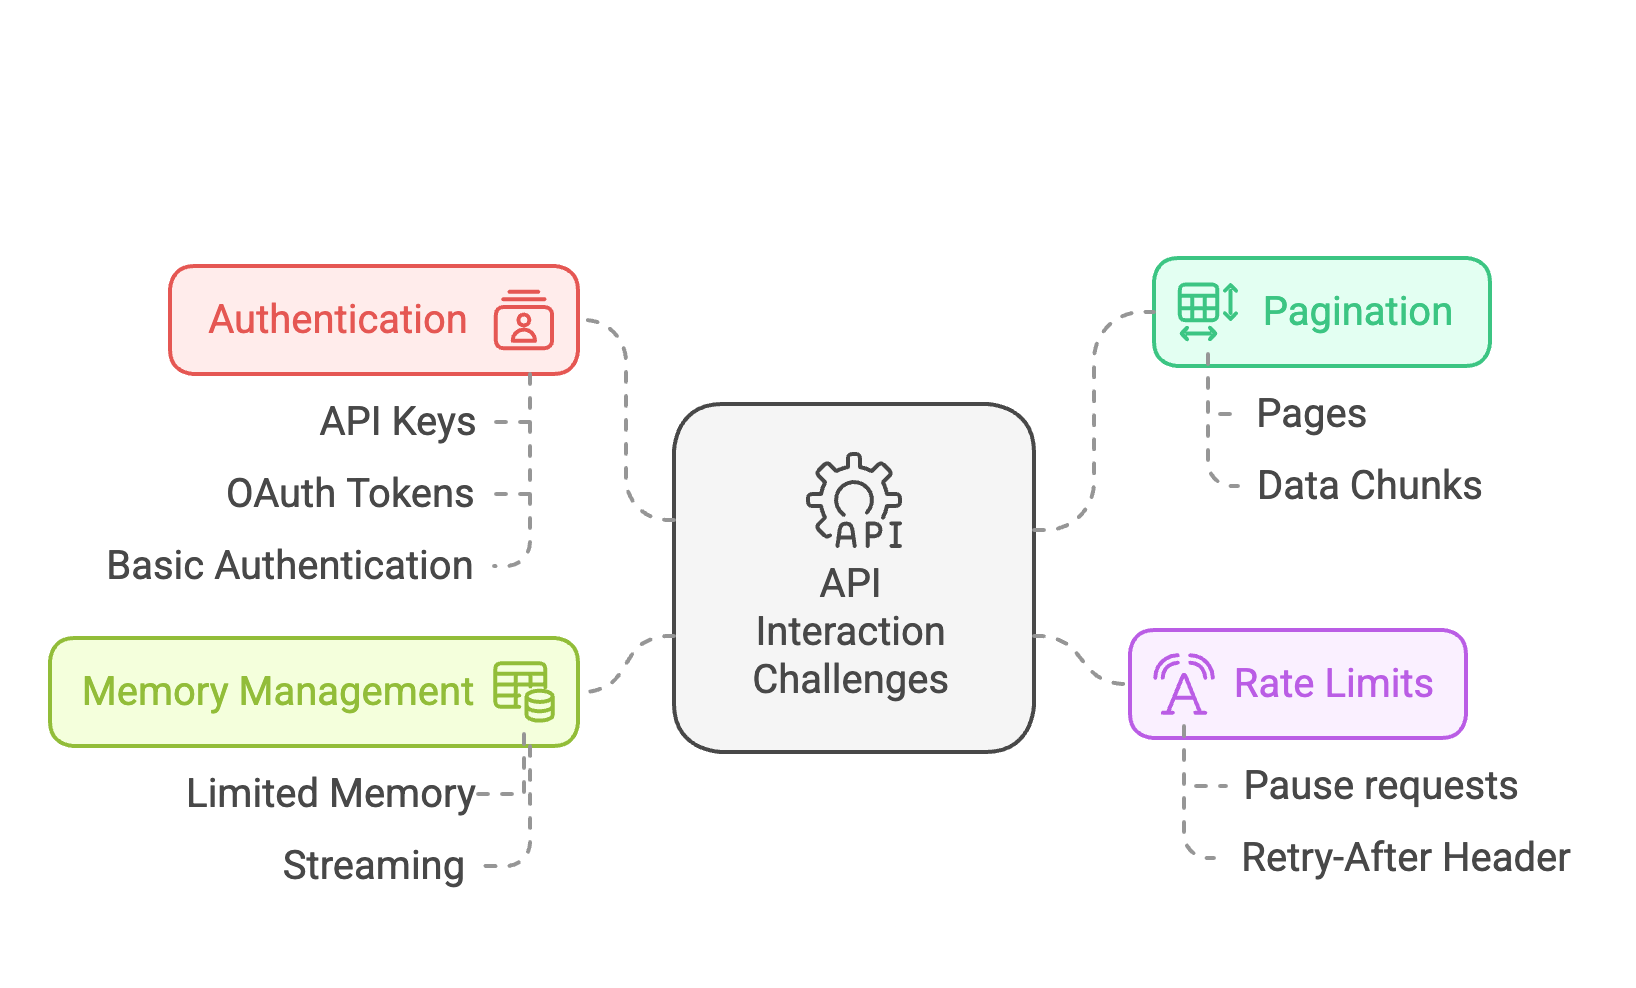 Authentication
API Keys
OAuth Tokens
Basic Authentication
Memory Management
Limited Memory
Streaming
API
API
Interaction
Challenges
Pagination
Pages
Data Chunks
Rate Limits
Pause requests
Retry-After Header